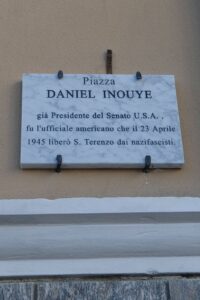 Piazza
DANIEL INOUYE
già Presidente del Senato U.S.A. ,
fu l'ufficiale americano che il 23 Aprile
1945 liberò S. Terenzo dai nazifascisti.